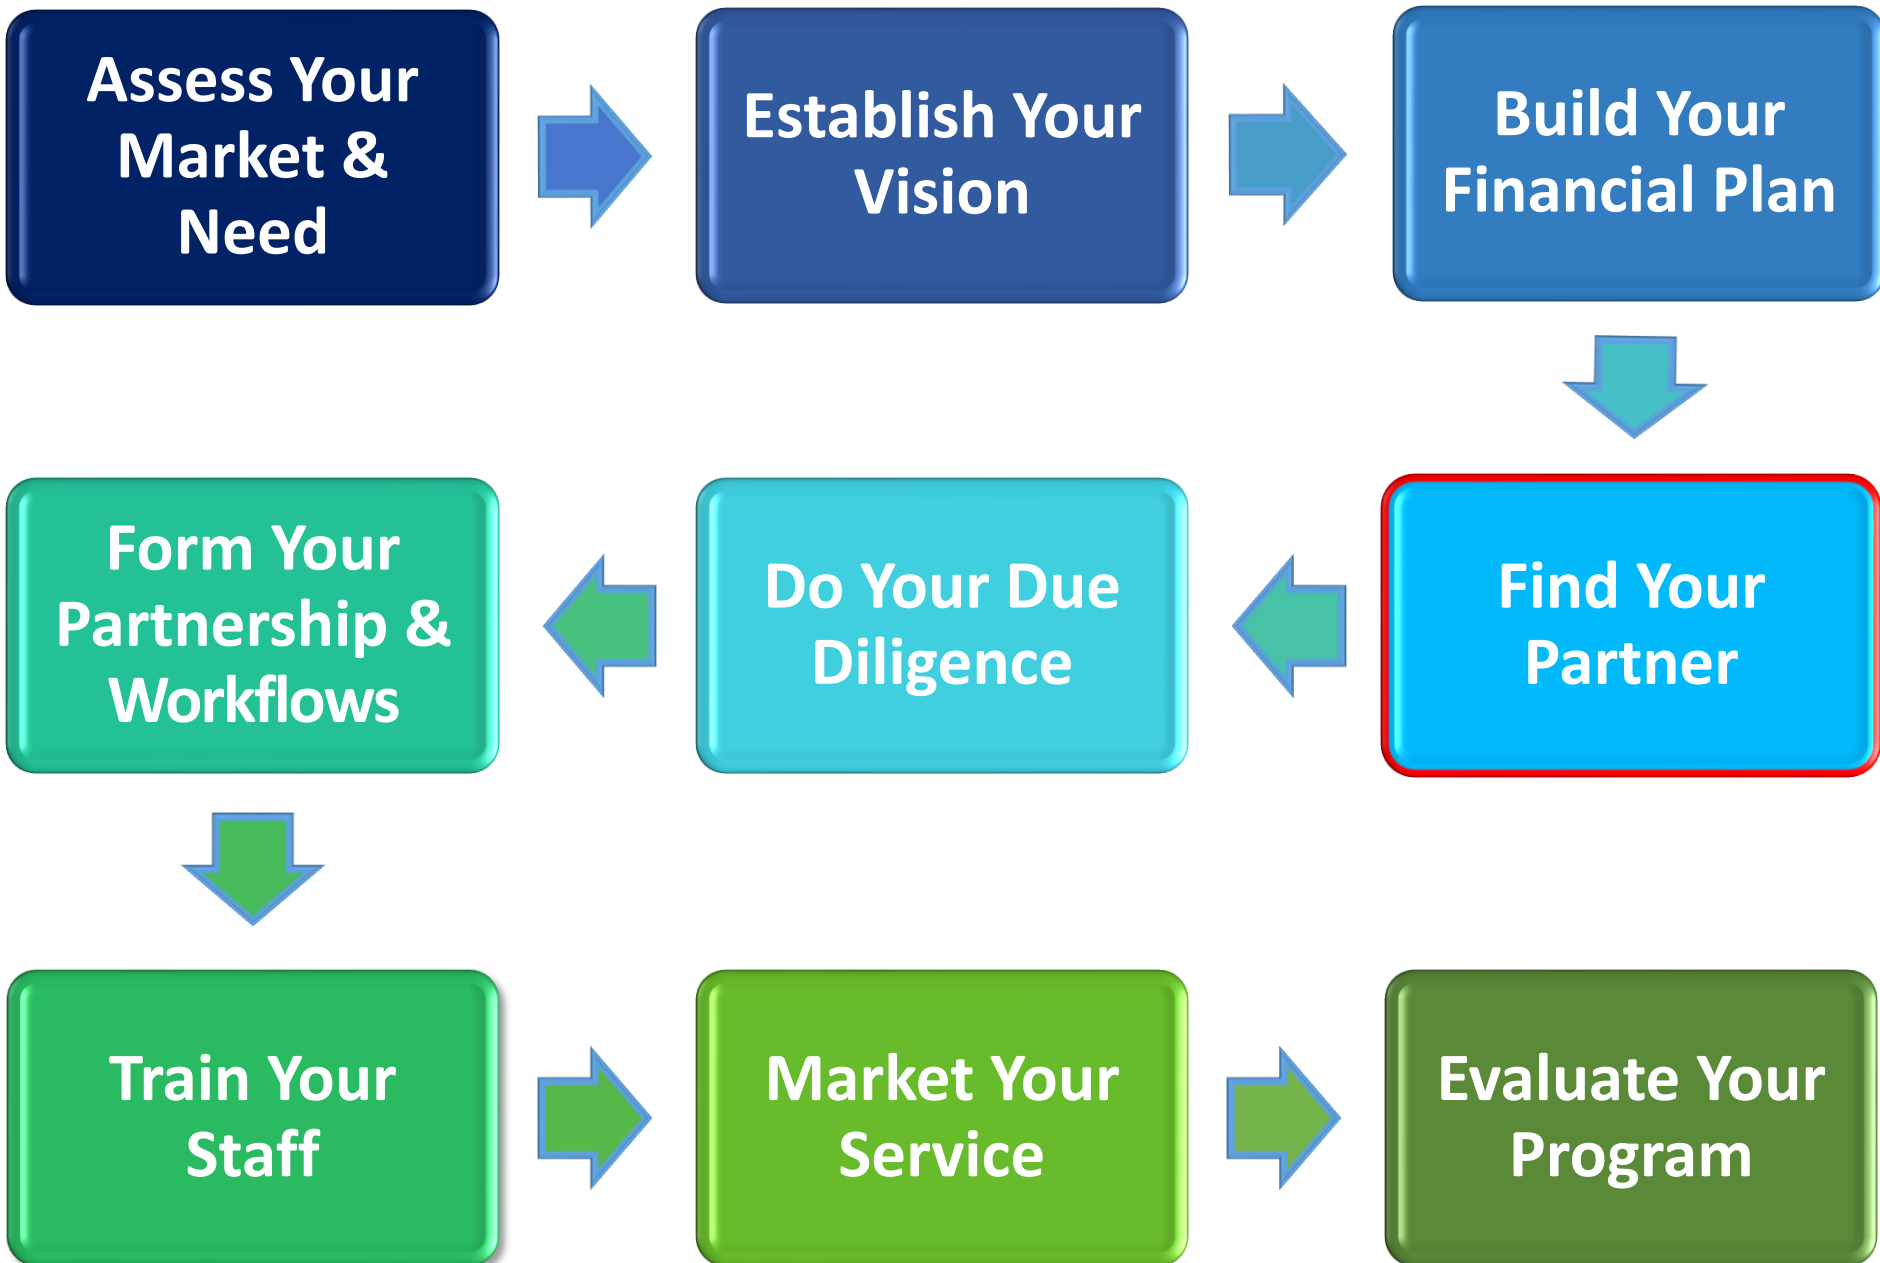 Assess Your
Market &
Need
Establish Your
Vision
Build Your
Financial Plan
Find Your
Partner
Do Your Due
Diligence
Form Your
Partnership &
Workflows
Train Your
Staff
Market Your
Service
Evaluate Your
Program